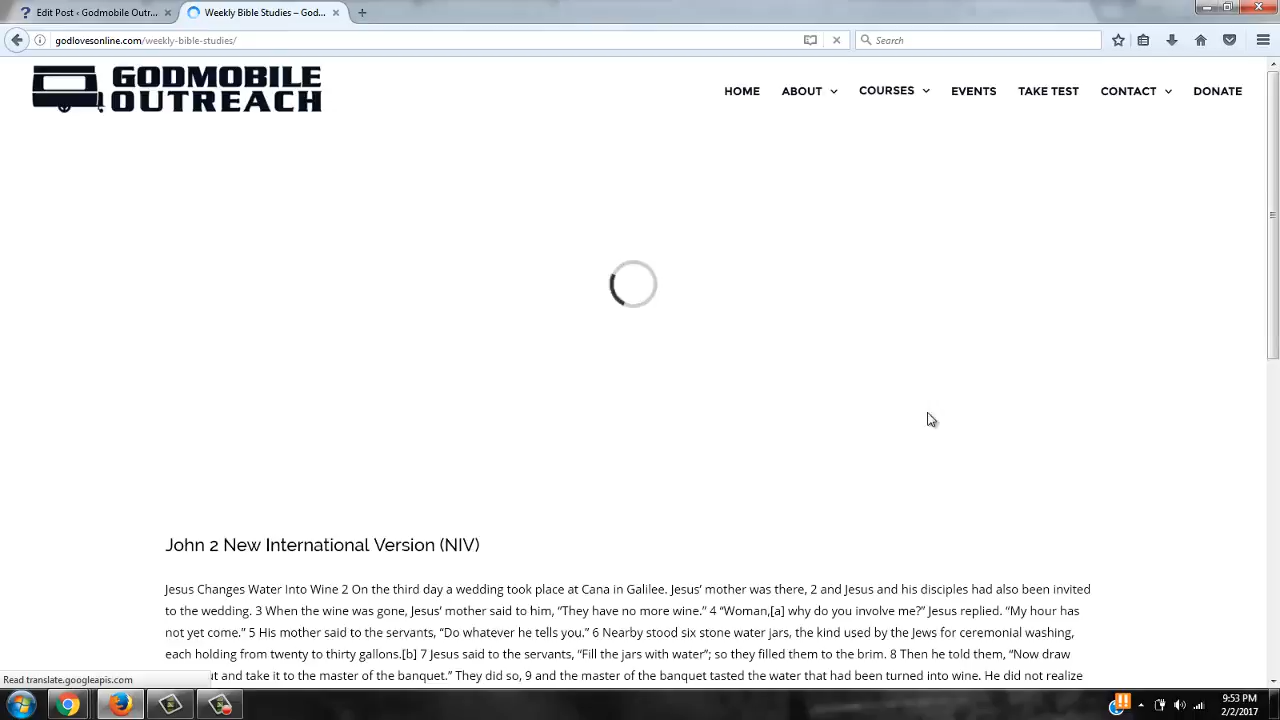 Edit Post ‹ Godmobile Outr...
Weekly Bible Studies – God...
godlovesonline.com/weekly-bible-studies/
Search
GODMOBILE
OUTREACH
HOME ABOUT COURSES EVENTS TAKE TEST CONTACT DONATE
John 2 New International Version (NIV)
Jesus Changes Water Into Wine 2 On the third day a wedding took place at Cana in Galilee. Jesus’ mother was there, 2 and Jesus and his disciples had also been invited
to the wedding. 3 When the wine was gone, Jesus’ mother said to him, “They have no more wine.” 4 “Woman,[a] why do you involve me?” Jesus replied. “My hour has
not yet come.” 5 His mother said to the servants, “Do whatever he tells you.” 6 Nearby stood six stone water jars, the kind used by the Jews for ceremonial washing,
each holding from twenty to thirty gallons.[b] 7 Jesus said to the servants, “Fill the jars with water”; so they filled them to the brim. 8 Then he told them, “Now draw
and take it to the master of the banquet.” They did so, 9 and the master of the banquet tasted the water that had been turned into wine. He did not realize
Read translate.googleapis.com
9:53 PM
2/2/2017